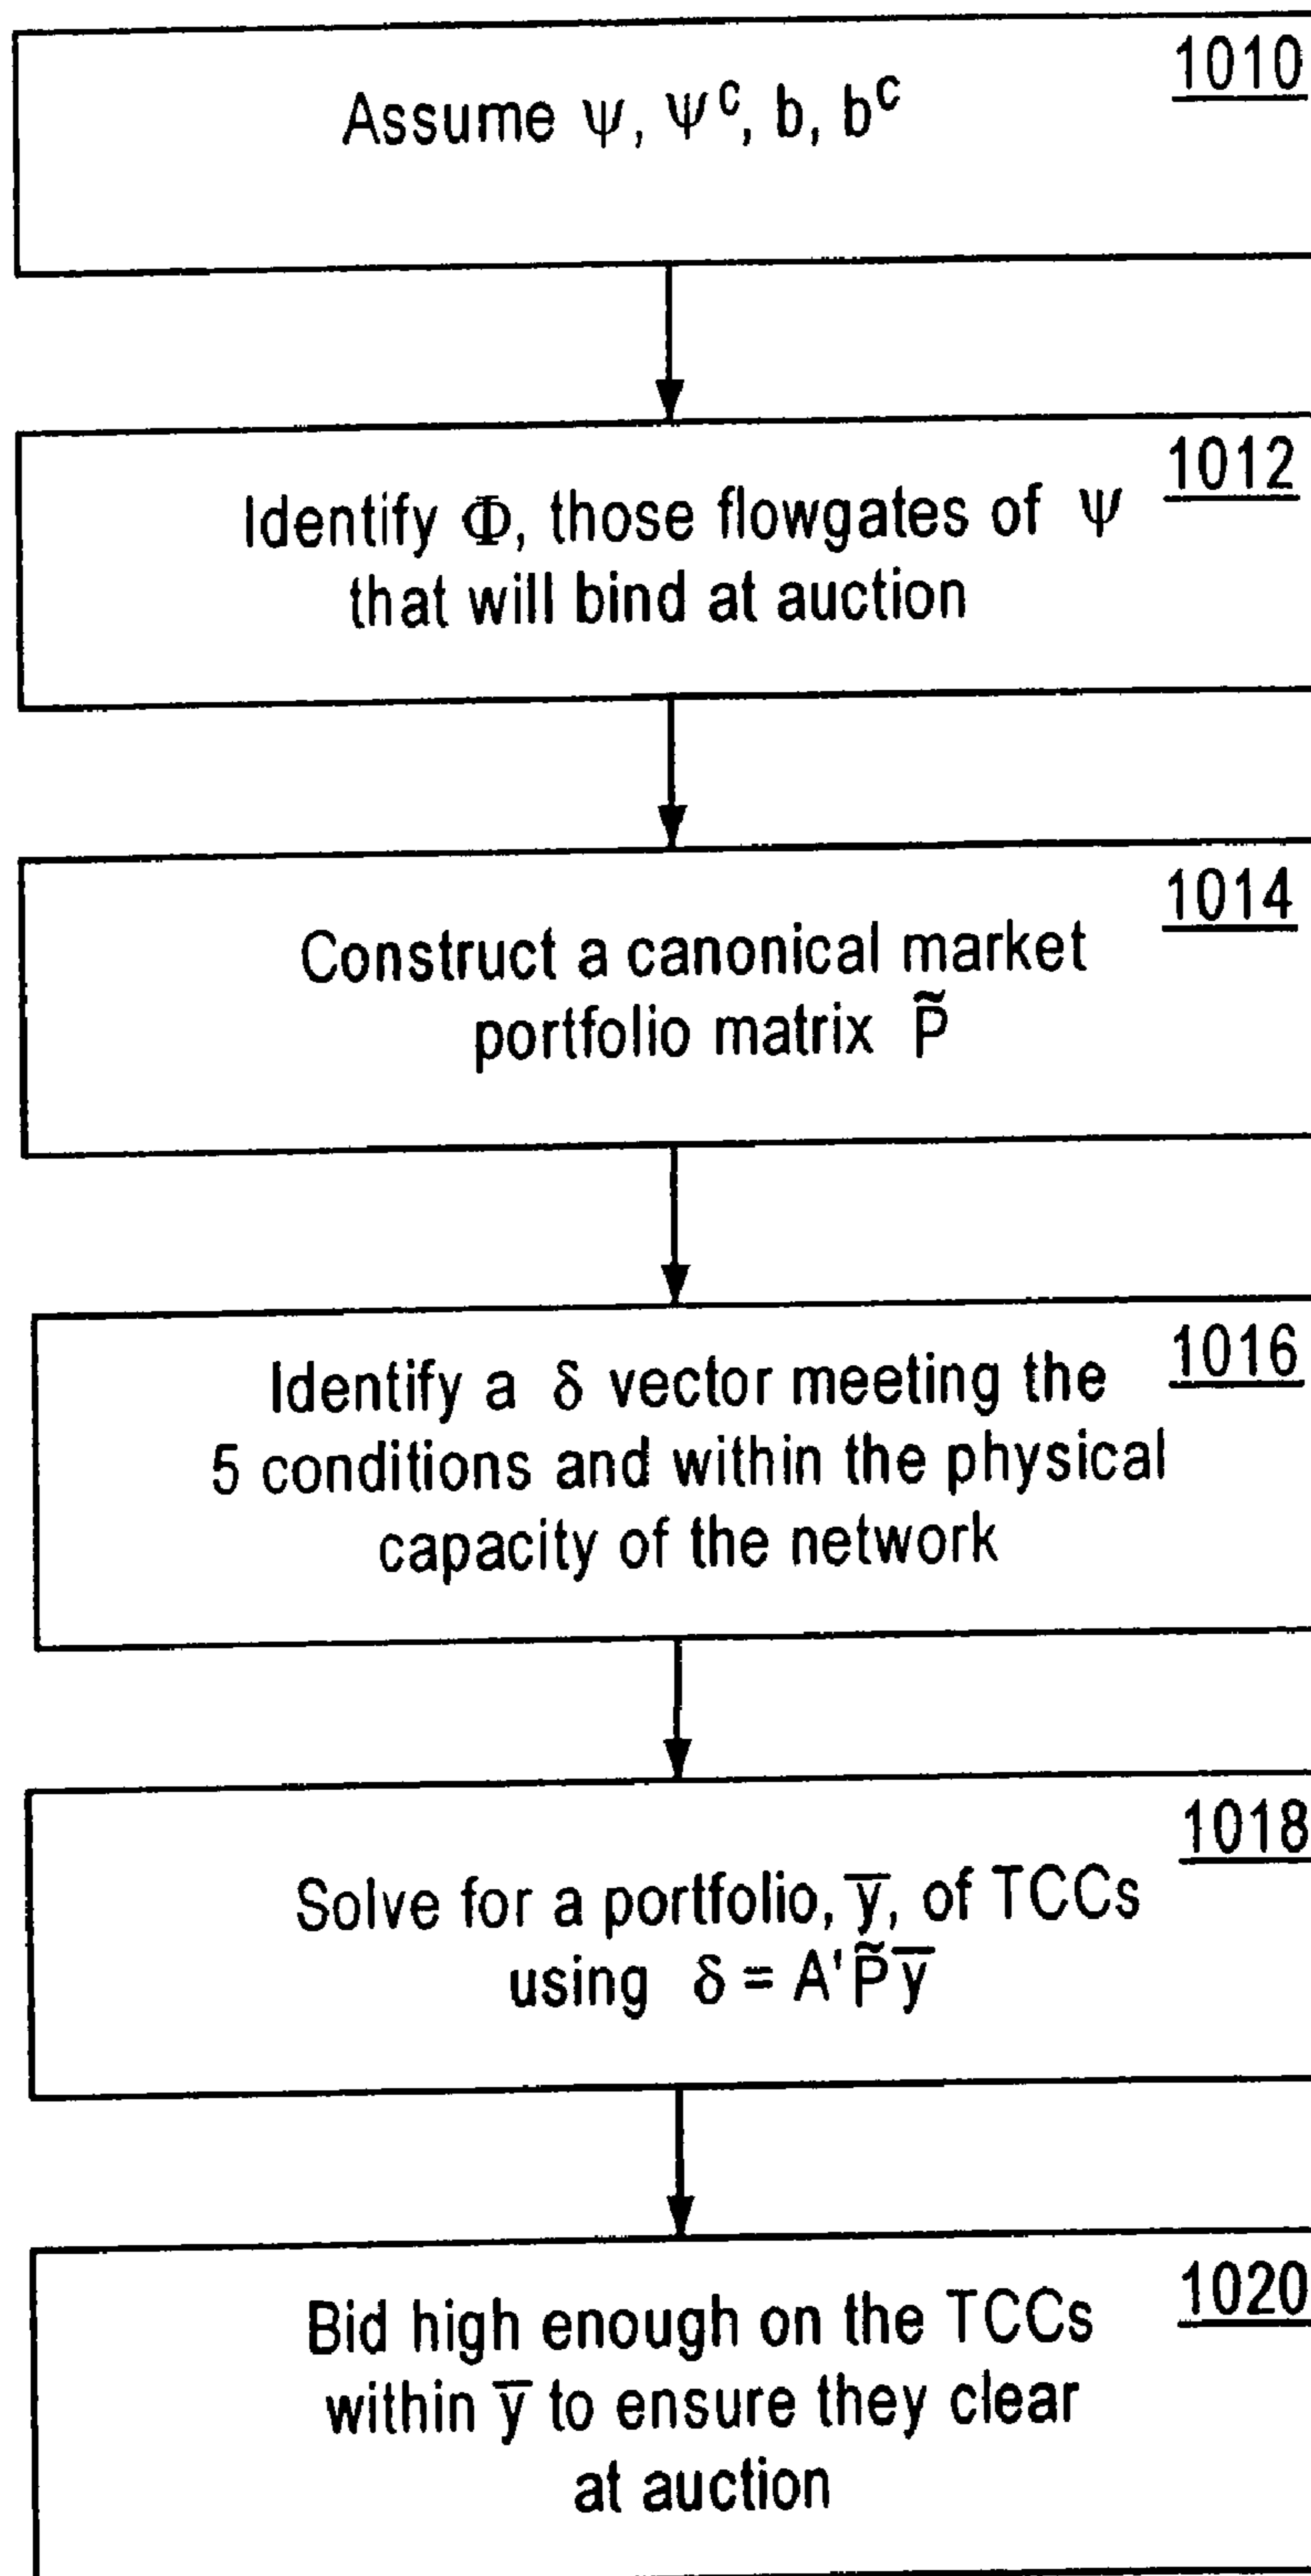 1010
Assume ψ, ψᶜ, b, bᶜ
1012
Identify Φ, those flowgates of ψ
that will bind at auction
1014
Construct a canonical market
portfolio matrix P̃
1016
Identify a δ vector meeting the
5 conditions and within the physical
capacity of the network
1018
Solve for a portfolio, y̅, of TCCs
using δ = A'P̃y̅
1020
Bid high enough on the TCCs
within y̅ to ensure they clear
at auction